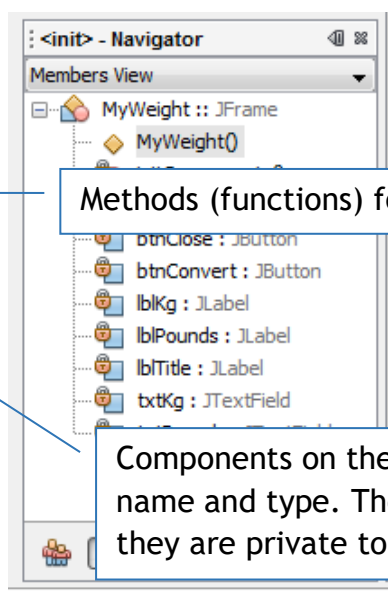 <init> - Navigator
Members View
MyWeight :: JFrame
MyWeight()
Methods (functions) f
btnClose : JButton
btnConvert : JButton
lblKg : JLabel
lblPounds : JLabel
lblTitle : JLabel
txtKg : JTextField
Components on the
name and type. Th
they are private to